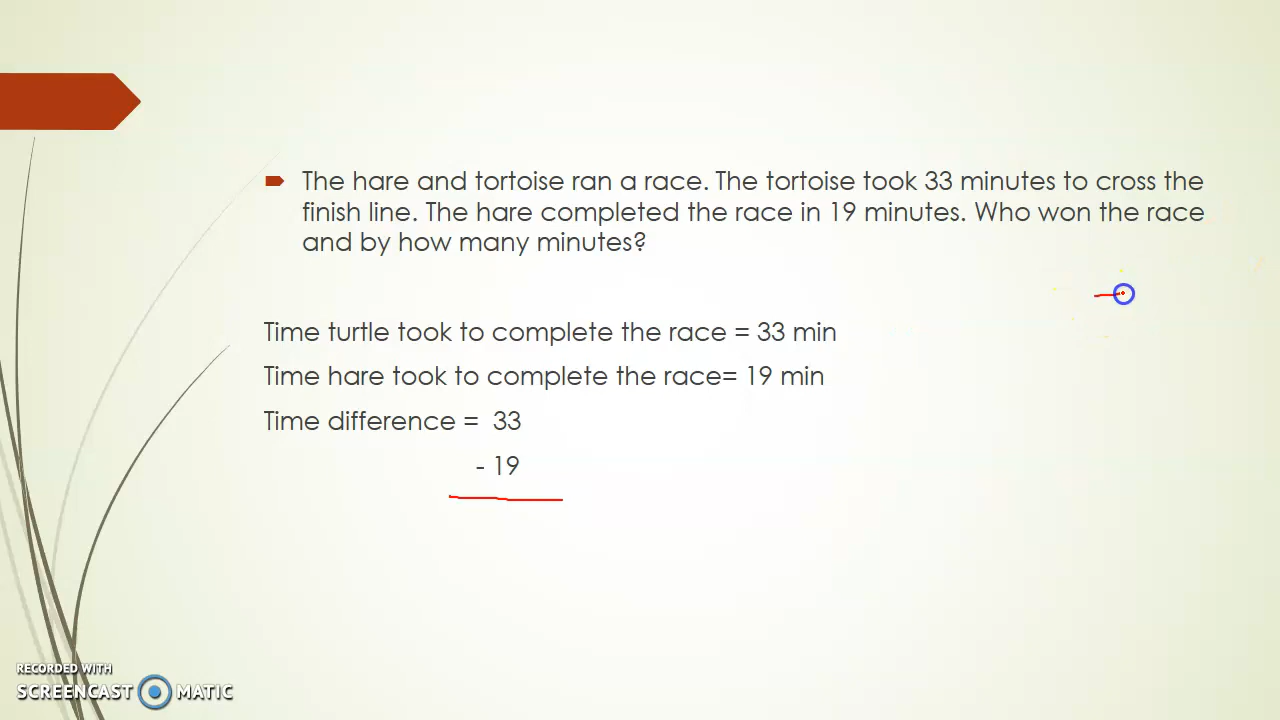 The hare and tortoise ran a race. The tortoise took 33 minutes to cross the
finish line. The hare completed the race in 19 minutes. Who won the race
and by how many minutes?
Time turtle took to complete the race = 33 min
Time hare took to complete the race= 19 min
Time difference = 33
- 19
RECORDED WITH
SCREENCAST MATIC